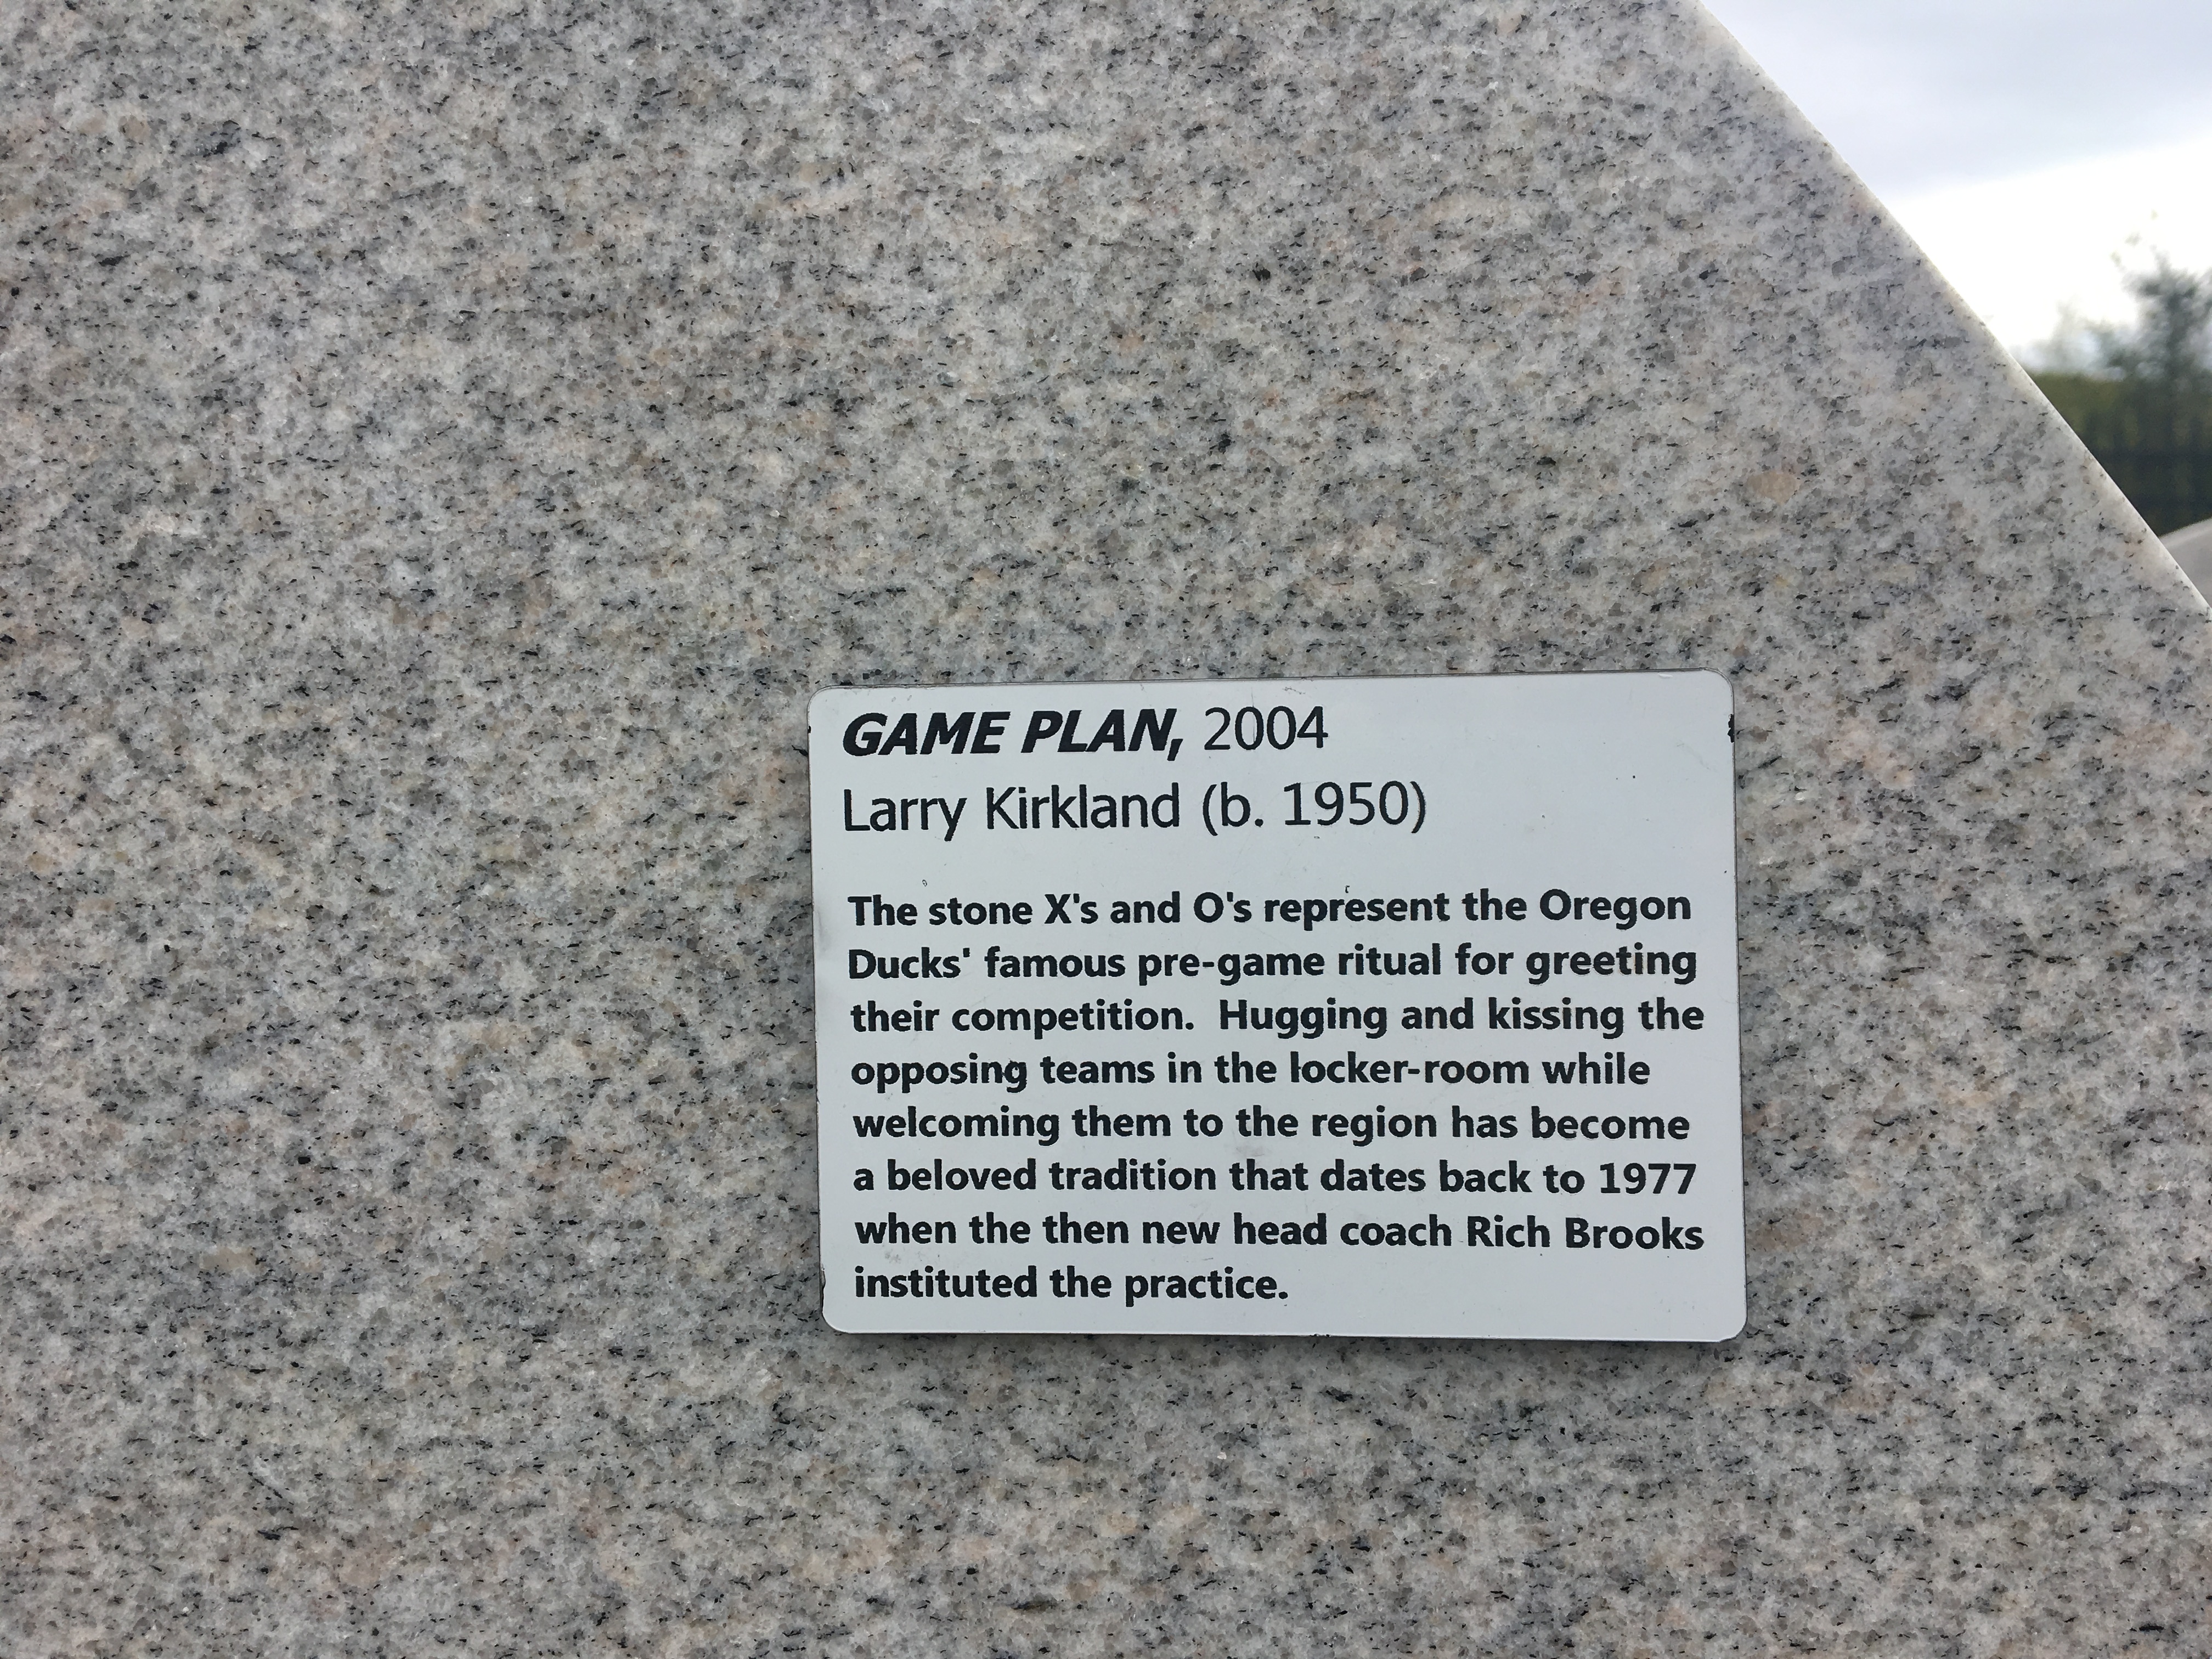 GAME PLAN, 2004
Larry Kirkland (b. 1950)
The stone X's and O's represent the Oregon
Ducks' famous pre-game ritual for greeting
their competition.  Hugging and kissing the
opposing teams in the locker-room while
welcoming them to the region has become
a beloved tradition that dates back to 1977
when the then new head coach Rich Brooks
instituted the practice.